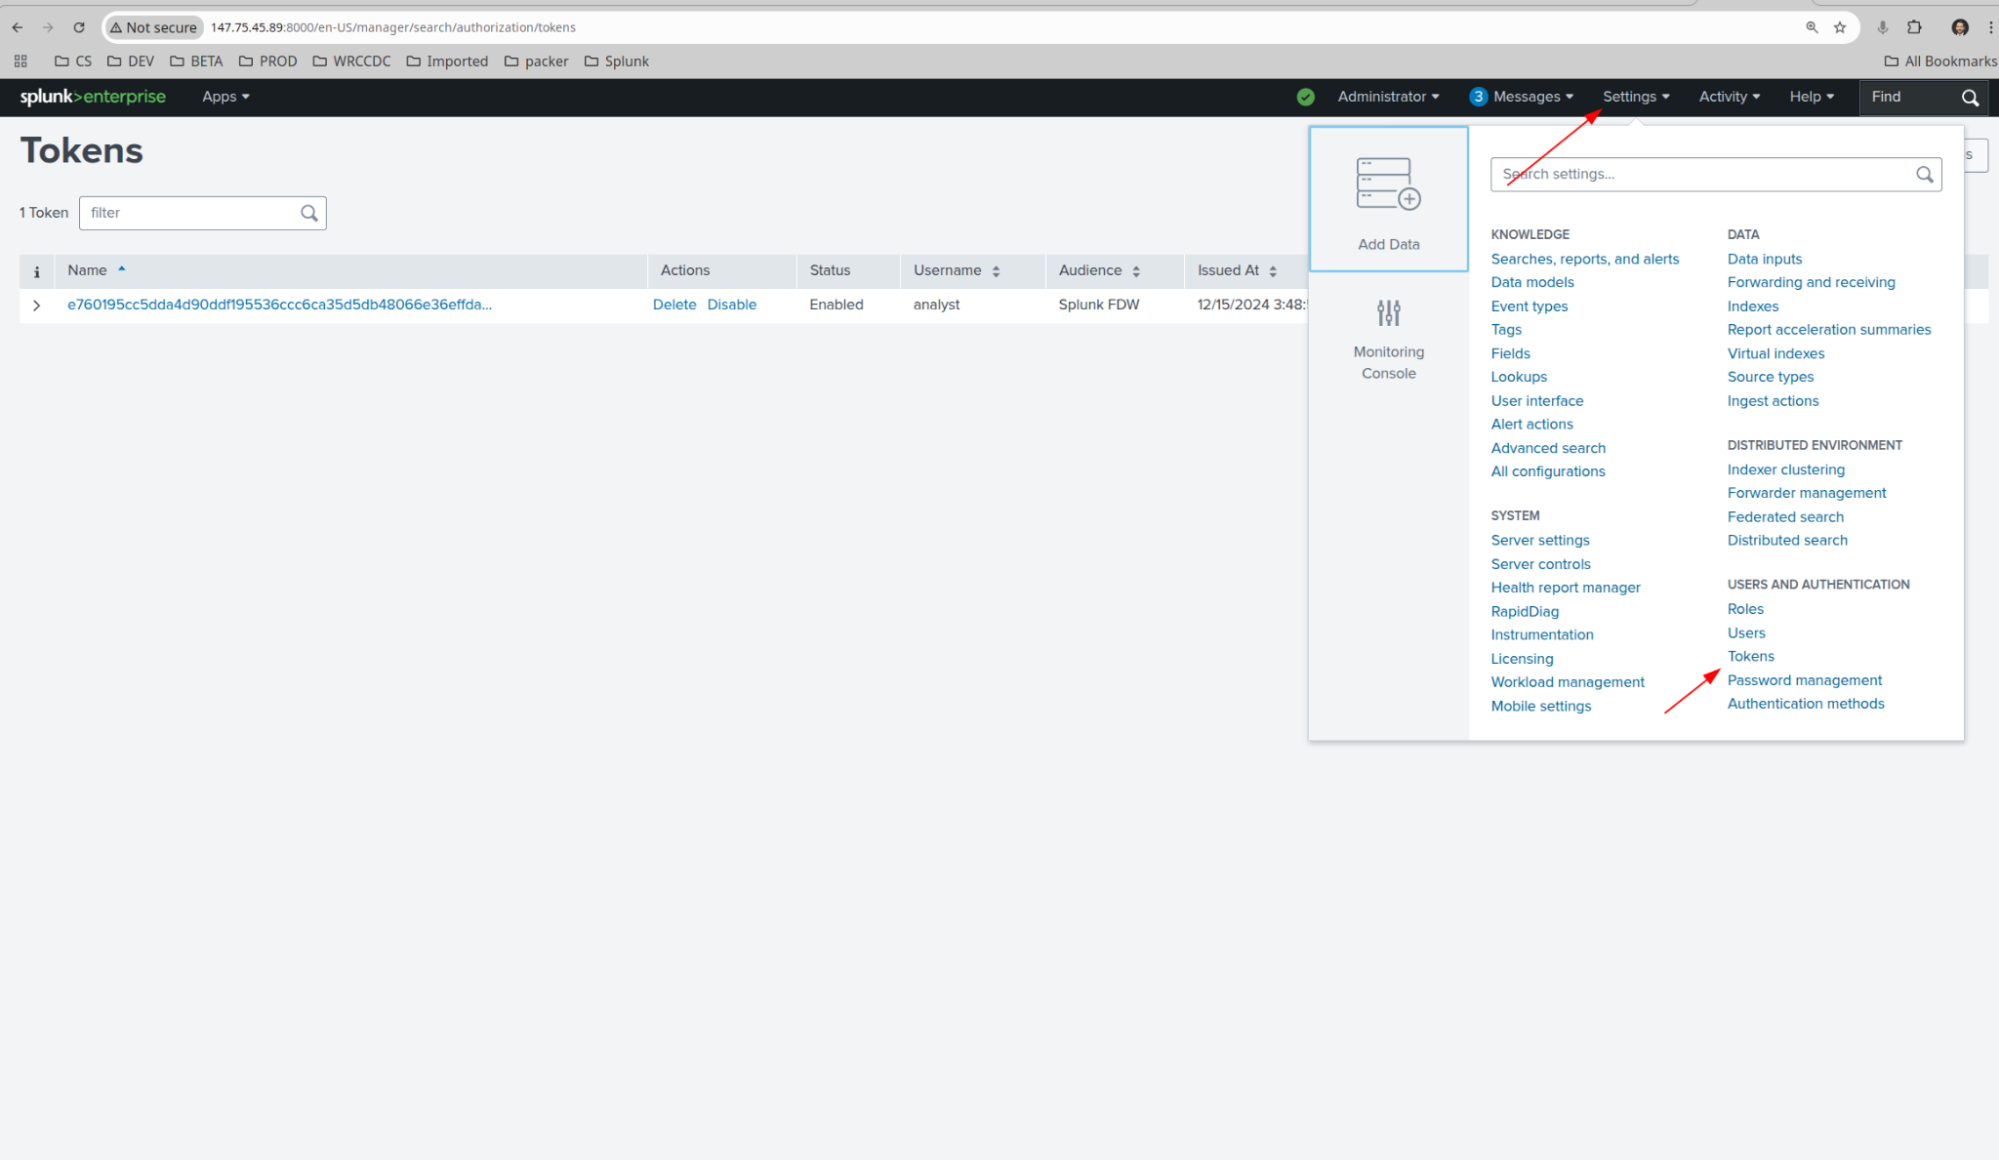 Not secure 147.75.45.89:8000/en-US/manager/search/authorization/tokens
CS DEV BETA PROD WRCCDC Imported packer Splunk All Bookmarks
splunk>enterprise Apps Administrator 3 Messages Settings Activity Help Find
Tokens
1 Token filter
i Name Actions Status Username Audience Issued At
e760195cc5dda4d90ddf195536ccc6ca35d5db48066e36effda... Delete Disable Enabled analyst Splunk FDW 12/15/2024 3:48:
Add Data
Monitoring
Console
Search settings...
KNOWLEDGE
Searches, reports, and alerts
Data models
Event types
Tags
Fields
Lookups
User interface
Alert actions
Advanced search
All configurations
SYSTEM
Server settings
Server controls
Health report manager
RapidDiag
Instrumentation
Licensing
Workload management
Mobile settings
DATA
Data inputs
Forwarding and receiving
Indexes
Report acceleration summaries
Virtual indexes
Source types
Ingest actions
DISTRIBUTED ENVIRONMENT
Indexer clustering
Forwarder management
Federated search
Distributed search
USERS AND AUTHENTICATION
Roles
Users
Tokens
Password management
Authentication methods